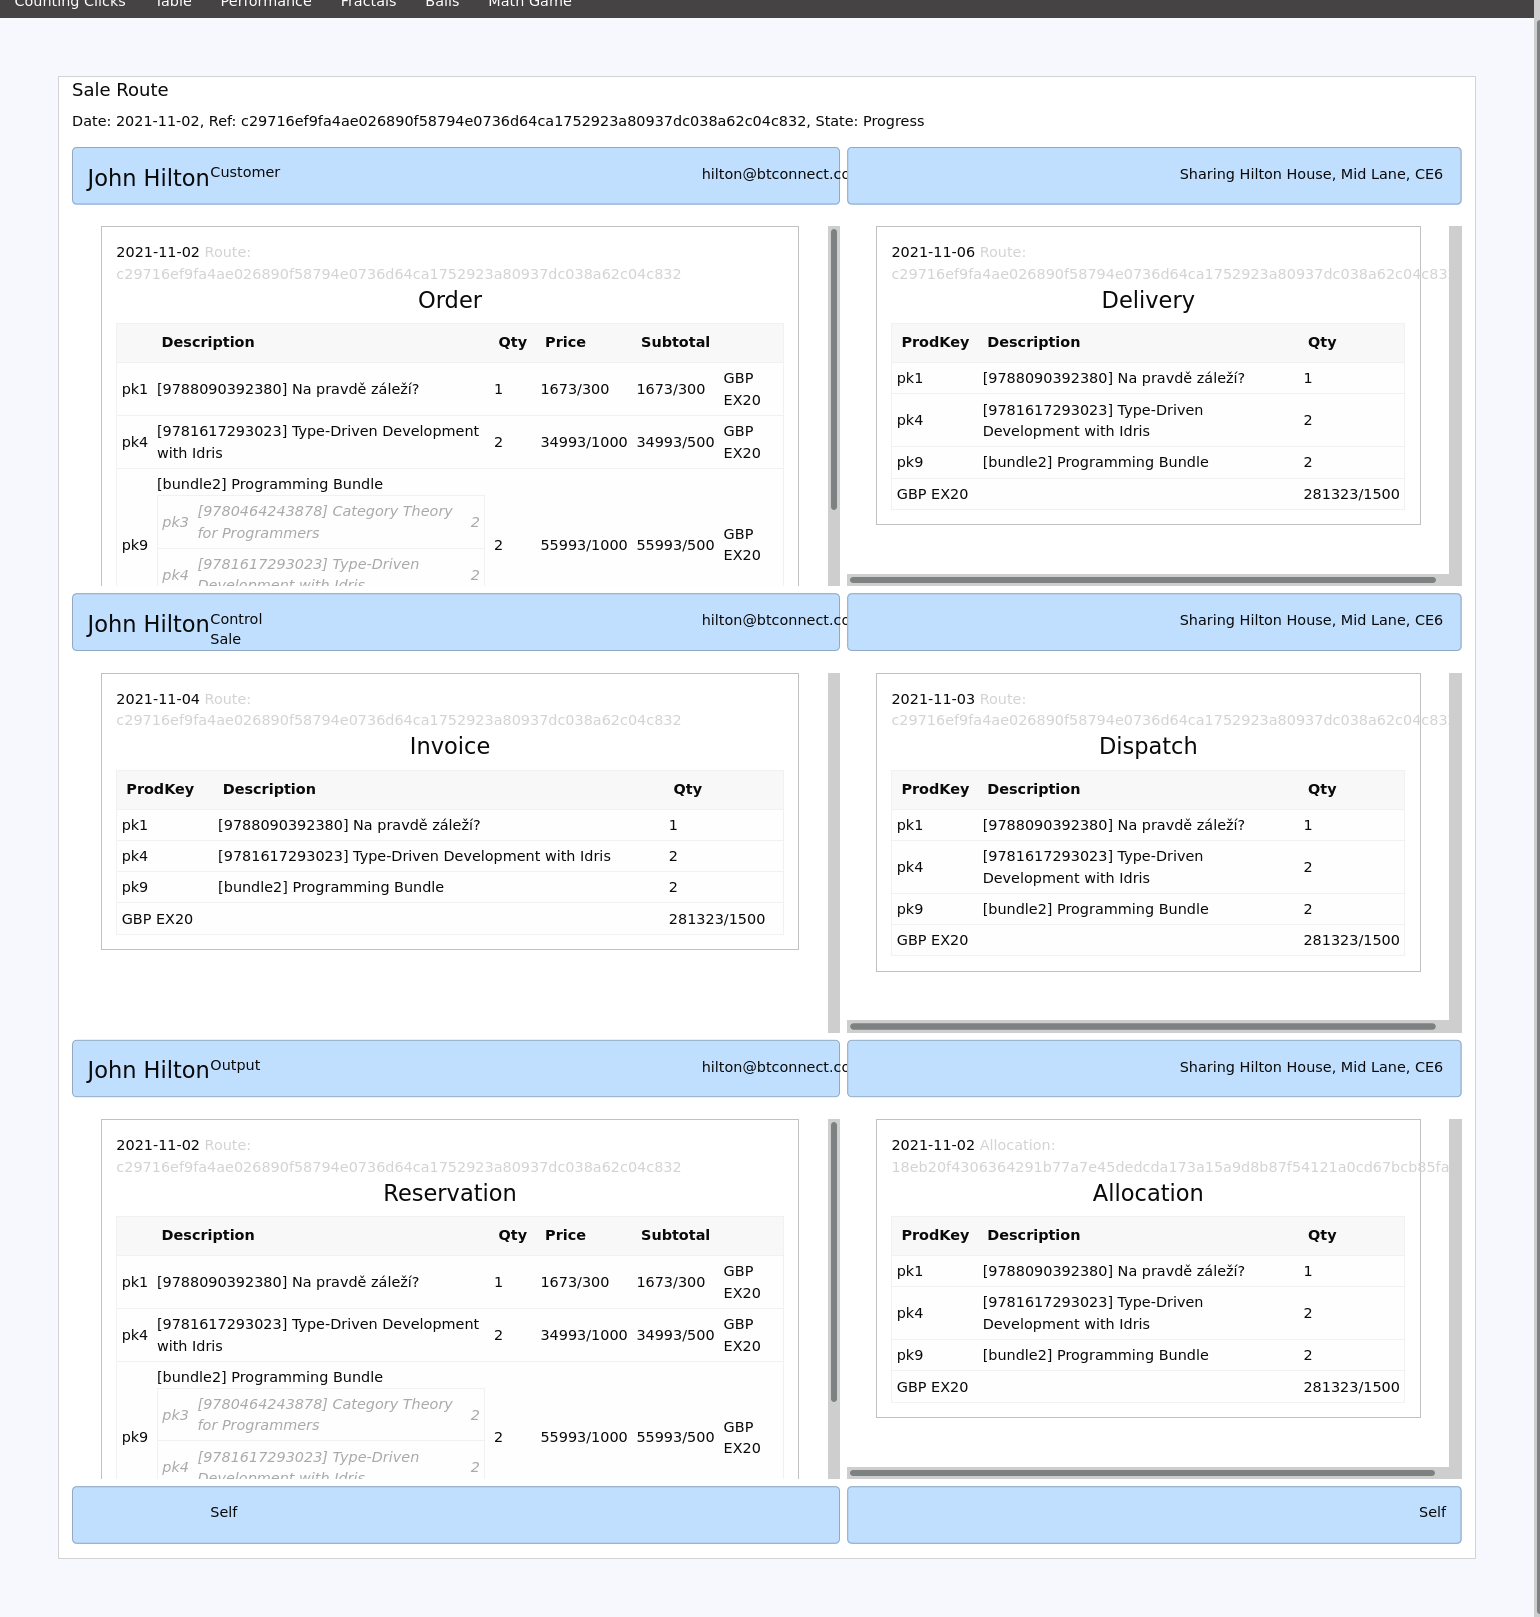 Counting Clicks Table Performance Fractals Balls Math Game
Sale Route
Date: 2021-11-02, Ref: c29716ef9fa4ae026890f58794e0736d64ca1752923a80937dc038a62c04c832, State: Progress
John Hilton Customer hilton@btconnect.co
Sharing Hilton House, Mid Lane, CE6
2021-11-02 Route:
c29716ef9fa4ae026890f58794e0736d64ca1752923a80937dc038a62c04c832
Order
Description Qty Price Subtotal
pk1 [9788090392380] Na pravdě záleží? 1 1673/300 1673/300 GBP EX20
pk4 [9781617293023] Type-Driven Development
with Idris 2 34993/1000 34993/500 GBP EX20
[bundle2] Programming Bundle
pk3 [9780464243878] Category Theory
for Programmers 2
pk9 2 55993/1000 55993/500 GBP EX20
pk4 [9781617293023] Type-Driven
Development with Idris 2
2021-11-06 Route:
c29716ef9fa4ae026890f58794e0736d64ca1752923a80937dc038a62c04c83
Delivery
ProdKey Description Qty
pk1 [9788090392380] Na pravdě záleží? 1
pk4 [9781617293023] Type-Driven
Development with Idris 2
pk9 [bundle2] Programming Bundle 2
GBP EX20 281323/1500
John Hilton Control
Sale hilton@btconnect.co
Sharing Hilton House, Mid Lane, CE6
2021-11-04 Route:
c29716ef9fa4ae026890f58794e0736d64ca1752923a80937dc038a62c04c832
Invoice
ProdKey Description Qty
pk1 [9788090392380] Na pravdě záleží? 1
pk4 [9781617293023] Type-Driven Development with Idris 2
pk9 [bundle2] Programming Bundle 2
GBP EX20 281323/1500
2021-11-03 Route:
c29716ef9fa4ae026890f58794e0736d64ca1752923a80937dc038a62c04c83
Dispatch
ProdKey Description Qty
pk1 [9788090392380] Na pravdě záleží? 1
pk4 [9781617293023] Type-Driven
Development with Idris 2
pk9 [bundle2] Programming Bundle 2
GBP EX20 281323/1500
John Hilton Output hilton@btconnect.co
Sharing Hilton House, Mid Lane, CE6
2021-11-02 Route:
c29716ef9fa4ae026890f58794e0736d64ca1752923a80937dc038a62c04c832
Reservation
Description Qty Price Subtotal
pk1 [9788090392380] Na pravdě záleží? 1 1673/300 1673/300 GBP EX20
pk4 [9781617293023] Type-Driven Development
with Idris 2 34993/1000 34993/500 GBP EX20
[bundle2] Programming Bundle
pk3 [9780464243878] Category Theory
for Programmers 2
pk9 2 55993/1000 55993/500 GBP EX20
pk4 [9781617293023] Type-Driven
Development with Idris 2
2021-11-02 Allocation:
18eb20f4306364291b77a7e45dedcda173a15a9d8b87f54121a0cd67bcb85fa
Allocation
ProdKey Description Qty
pk1 [9788090392380] Na pravdě záleží? 1
pk4 [9781617293023] Type-Driven
Development with Idris 2
pk9 [bundle2] Programming Bundle 2
GBP EX20 281323/1500
Self
Self